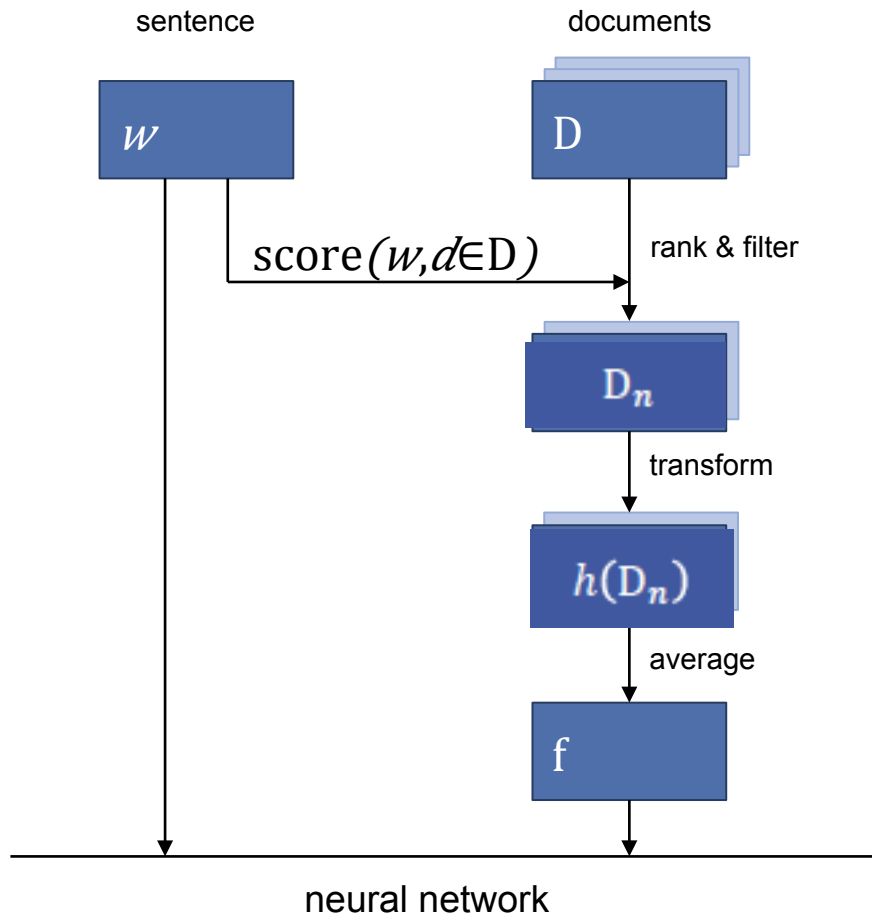 sentence
documents
w
D
score(w,d∈D)
rank & filter
Dₙ
transform
h(Dₙ)
average
f
neural network